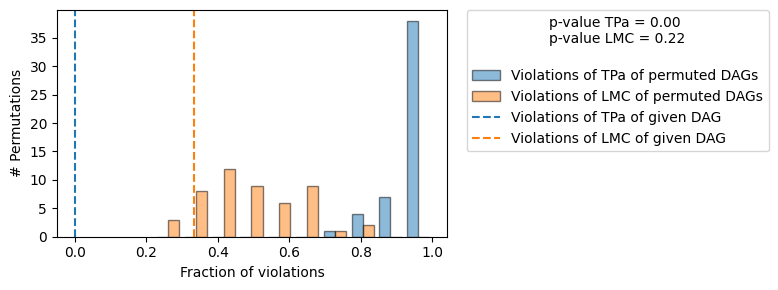 p-value TPa = 0.00
p-value LMC = 0.22
Violations of TPa of permuted DAGs
Violations of LMC of permuted DAGs
Violations of TPa of given DAG
Violations of LMC of given DAG
# Permutations
35
30
25
20
15
10
5
0
0.0 0.2 0.4 0.6 0.8 1.0
Fraction of violations